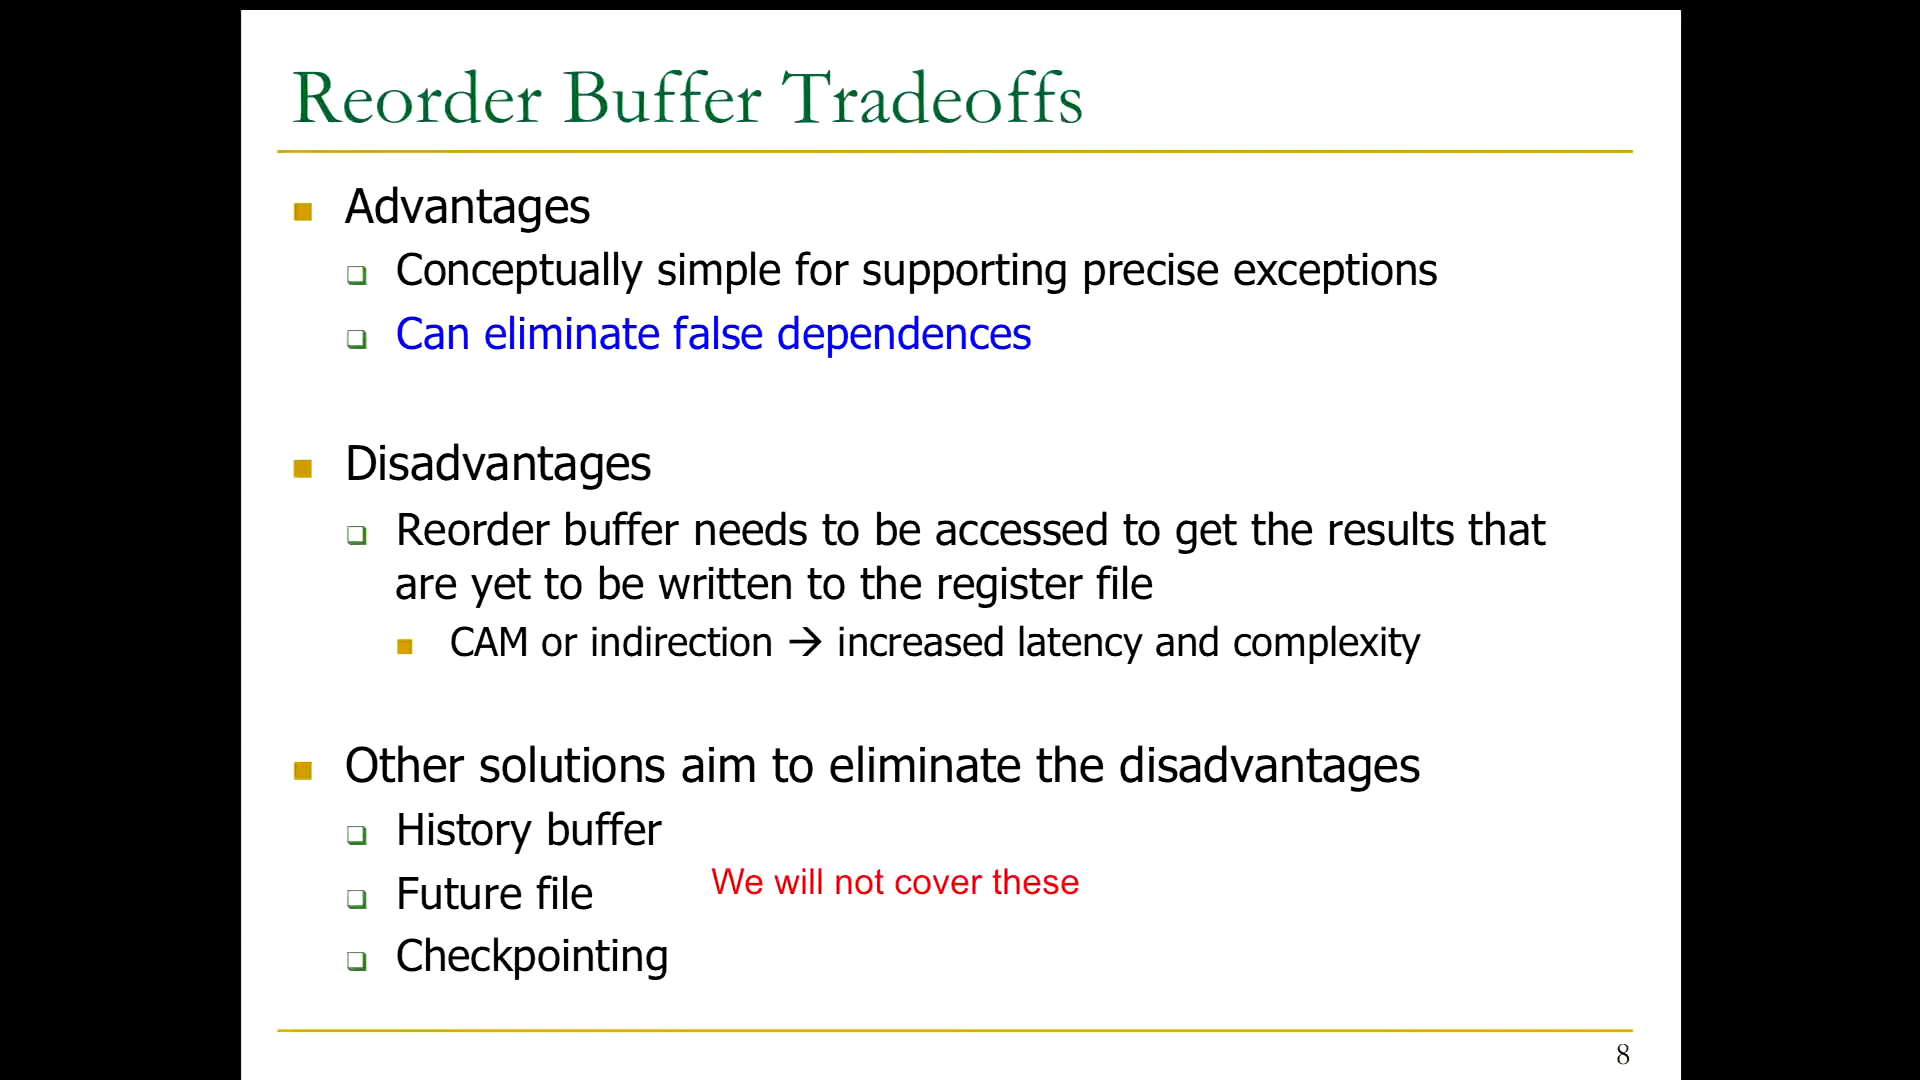 Reorder Buffer Tradeoffs
Advantages
Conceptually simple for supporting precise exceptions
Can eliminate false dependences
Disadvantages
Reorder buffer needs to be accessed to get the results that
are yet to be written to the register file
CAM or indirection → increased latency and complexity
Other solutions aim to eliminate the disadvantages
History buffer
Future file
We will not cover these
Checkpointing
8